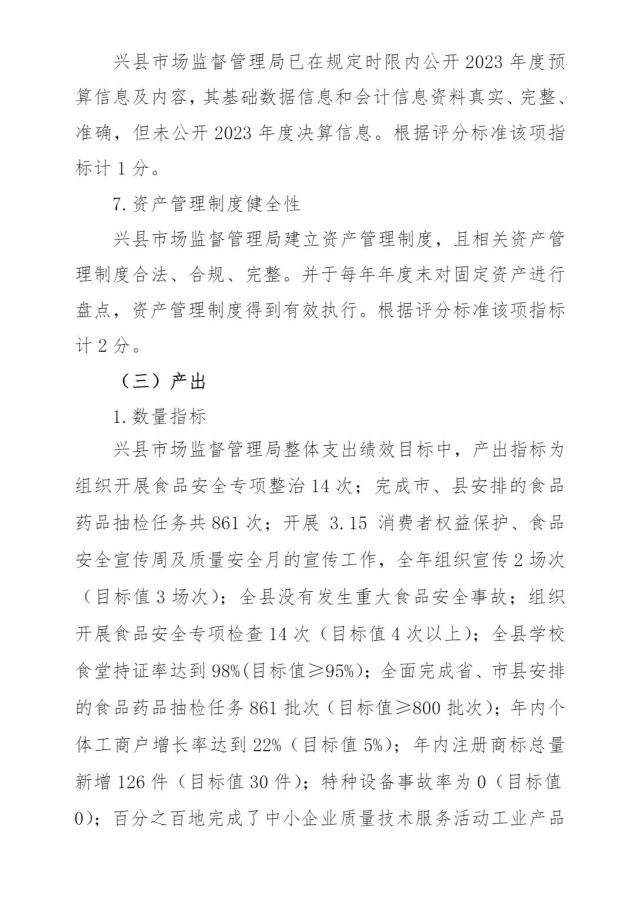 兴县市场监督管理局已在规定时限内公开 2023 年度预
算信息及内容，其基础数据信息和会计信息资料真实、完整、
准确，但未公开 2023 年度决算信息。根据评分标准该项指
标计 1 分。
7. 资产管理制度健全性
兴县市场监督管理局建立资产管理制度，且相关资产管
理制度合法、合规、完整。并于每年年度末对固定资产进行
盘点，资产管理制度得到有效执行。根据评分标准该项指标
计 2 分。
（三）产出
1. 数量指标
兴县市场监督管理局整体支出绩效目标中，产出指标为
组织开展食品安全专项整治 14 次；完成市、县安排的食品
药品抽检任务共 861 次；开展 3.15 消费者权益保护、食品
安全宣传周及质量安全月的宣传工作，全年组织宣传 2 场次
（目标值 3 场次）；全县没有发生重大食品安全事故；组织
开展食品安全专项检查 14 次（目标值 4 次以上）；全县学校
食堂持证率达到 98%(目标值≥95%）；全面完成省、市县安排
的食品药品抽检任务 861 批次（目标值≥800 批次）；年内个
体工商户增长率达到 22%（目标值 5%）；年内注册商标总量
新增 126 件（目标值 30 件）；特种设备事故率为 0（目标值
0）；百分之百地完成了中小企业质量技术服务活动工业产品